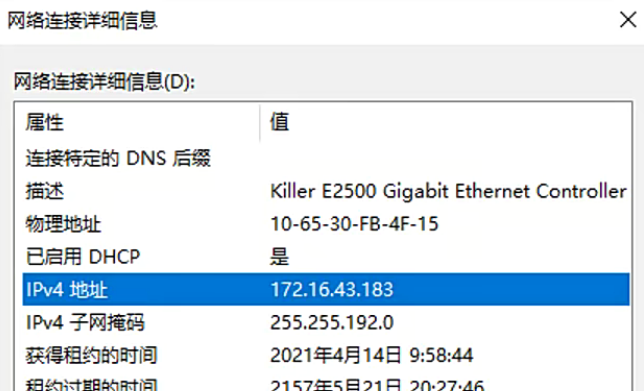 网络连接详细信息
网络连接详细信息(D):
属性 值
连接特定的 DNS 后缀
描述 Killer E2500 Gigabit Ethernet Controller
物理地址 10-65-30-FB-4F-15
已启用 DHCP 是
IPv4 地址 172.16.43.183
IPv4 子网掩码 255.255.192.0
获得租约的时间 2021年4月14日 9:58:44
租约过期的时间 2157年5月21日 20:27:46